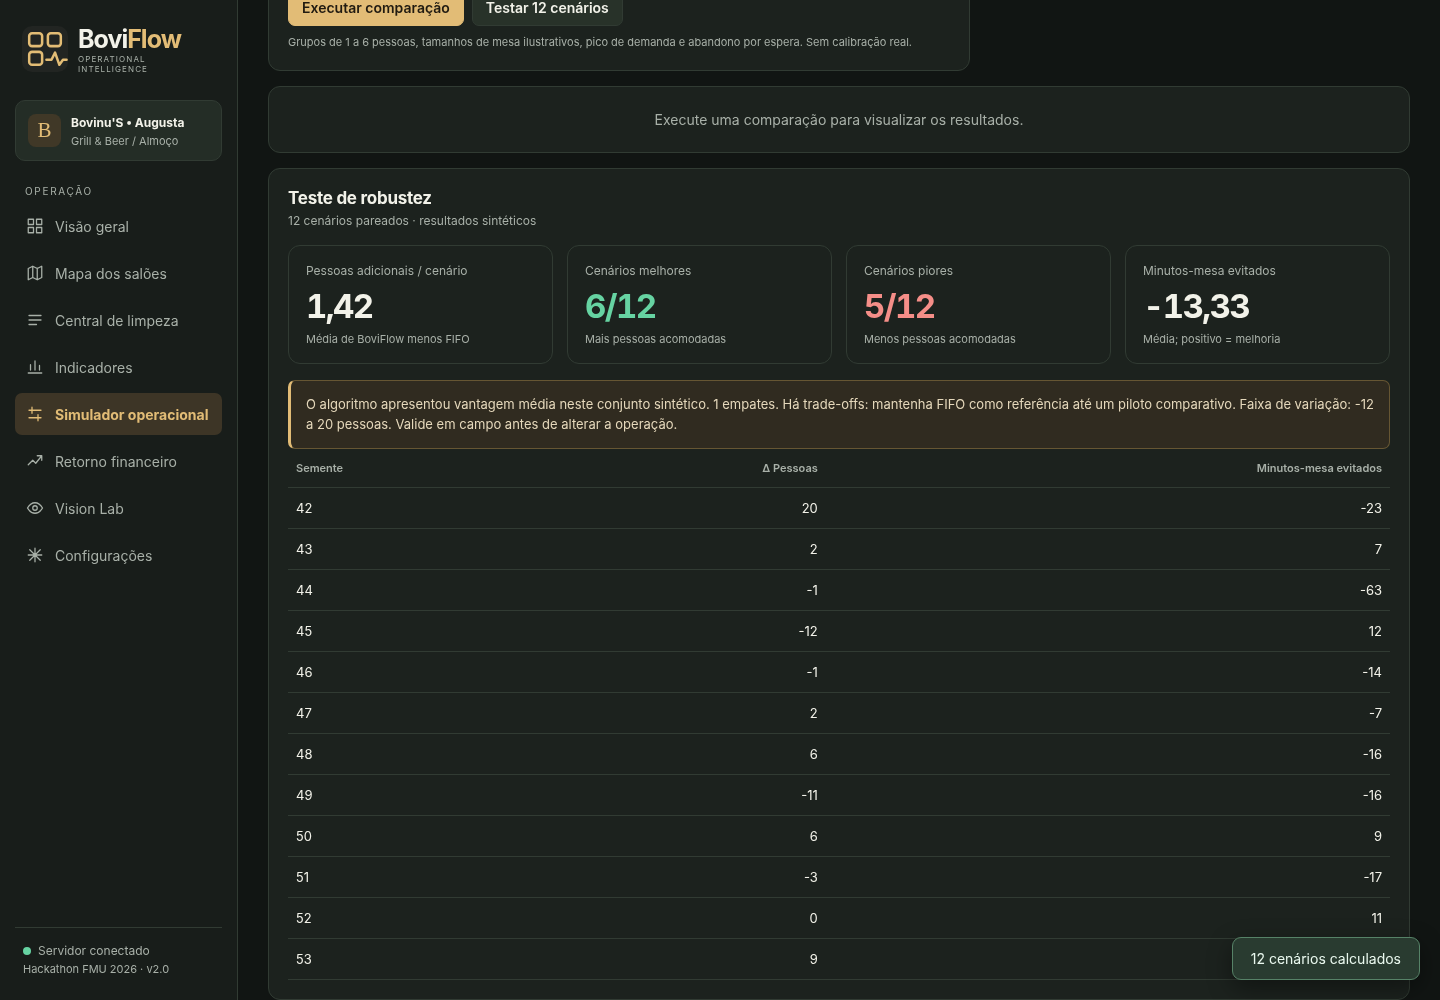 BoviFlow
OPERATIONAL
INTELLIGENCE
B
Bovinu'S • Augusta
Grill & Beer / Almoço
OPERAÇÃO
Visão geral
Mapa dos salões
Central de limpeza
Indicadores
Simulador operacional
Retorno financeiro
Vision Lab
Configurações
Servidor conectado
Hackathon FMU 2026 · v2.0
Executar comparação Testar 12 cenários
Grupos de 1 a 6 pessoas, tamanhos de mesa ilustrativos, pico de demanda e abandono por espera. Sem calibração real.
Execute uma comparação para visualizar os resultados.
Teste de robustez
12 cenários pareados · resultados sintéticos
Pessoas adicionais / cenário
1,42
Média de BoviFlow menos FIFO
Cenários melhores
6/12
Mais pessoas acomodadas
Cenários piores
5/12
Menos pessoas acomodadas
Minutos-mesa evitados
-13,33
Média; positivo = melhoria
O algoritmo apresentou vantagem média neste conjunto sintético. 1 empates. Há trade-offs: mantenha FIFO como referência até um piloto comparativo. Faixa de variação: -12
a 20 pessoas. Valide em campo antes de alterar a operação.
Semente Δ Pessoas Minutos-mesa evitados
42 20 -23
43 2 7
44 -1 -63
45 -12 12
46 -1 -14
47 2 -7
48 6 -16
49 -11 -16
50 6 9
51 -3 -17
52 0 11
53 9
12 cenários calculados